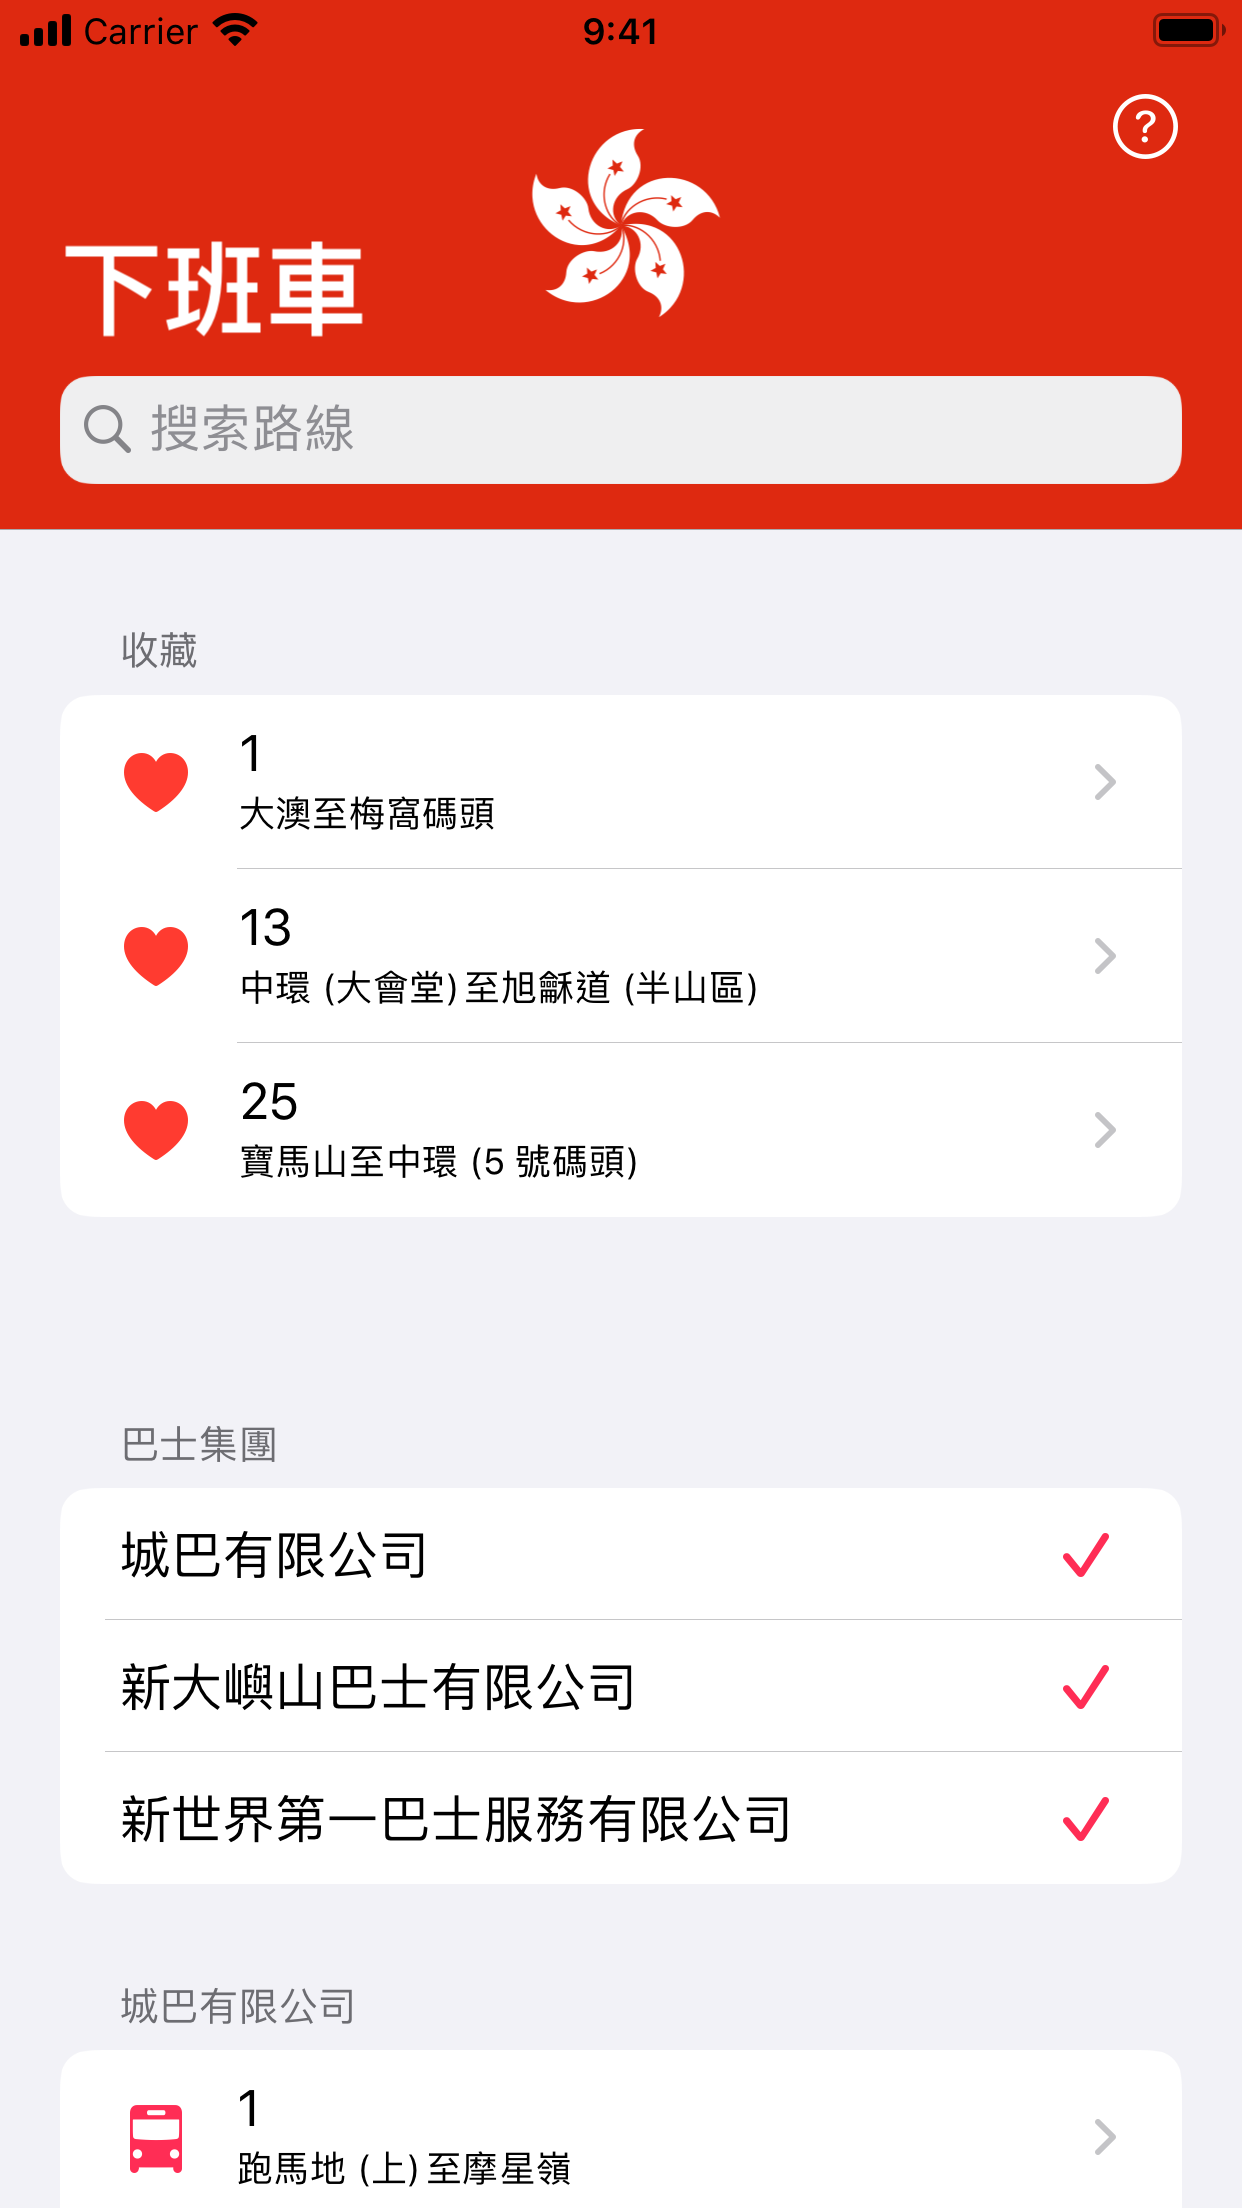 Carrier
9:41
?
下班車
搜索路線
收藏
1
大澳至梅窩碼頭
13
中環 (大會堂) 至旭龢道 (半山區)
25
寶馬山至中環 (5 號碼頭)
巴士集團
城巴有限公司
新大嶼山巴士有限公司
新世界第一巴士服務有限公司
城巴有限公司
1
跑馬地 (上) 至摩星嶺